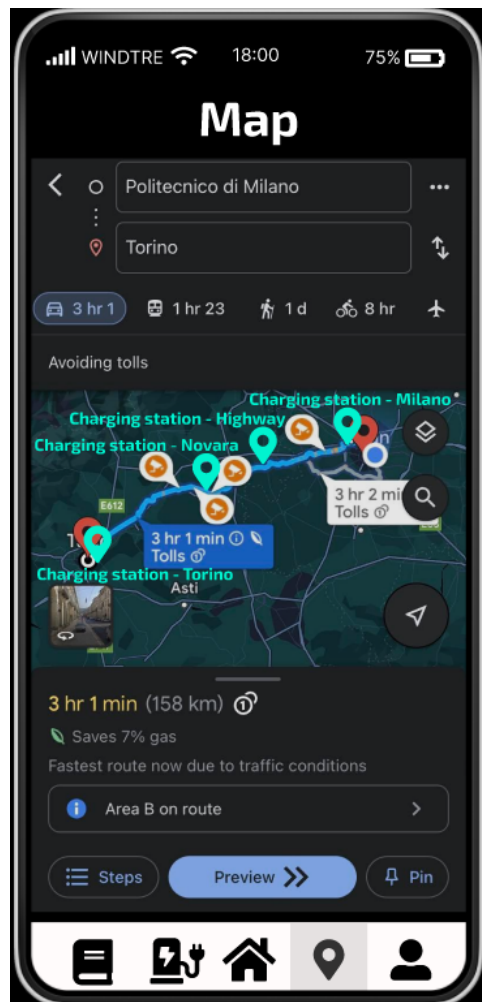 WINDTRE 18:00 75%
Map
Politecnico di Milano
Torino
3 hr 1 1 hr 23 1 d 8 hr
Avoiding tolls
Charging station - Milano
Charging station - Highway
Charging station - Novara
3 hr 2 mi
Tolls
E612
3 hr 1 min
Tolls
Charging station - Torino
Asti
3 hr 1 min (158 km)
Saves 7% gas
Fastest route now due to traffic conditions
Area B on route
Steps Preview Pin